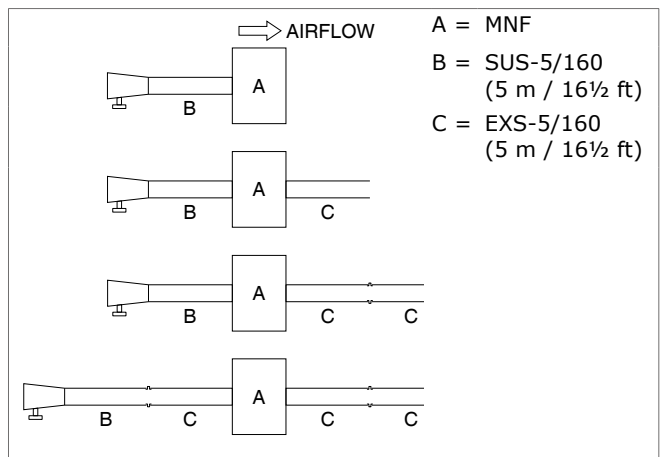 AIRFLOW
A = MNF
B = SUS-5/160
(5 m / 16½ ft)
C = EXS-5/160
(5 m / 16½ ft)
A
B
A
B C
A
B C C
A
B C C C